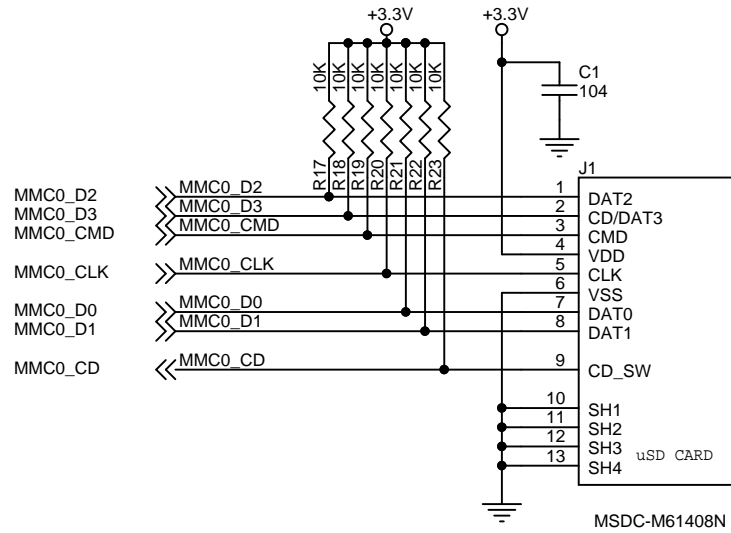 +3.3V
+3.3V
10K
10K
10K
10K
10K
10K
10K
C1
104
R17
R18
R19
R20
R21
R22
R23
J1
MMC0_D2
MMC0_D2
1
DAT2
MMC0_D3
MMC0_D3
2
CD/DAT3
MMC0_CMD
MMC0_CMD
3
CMD
4
VDD
MMC0_CLK
MMC0_CLK
5
CLK
6
VSS
MMC0_D0
MMC0_D0
7
DAT0
MMC0_D1
MMC0_D1
8
DAT1
MMC0_CD
MMC0_CD
9
CD_SW
10
SH1
11
SH2
12
SH3
uSD CARD
13
SH4
MSDC-M61408N